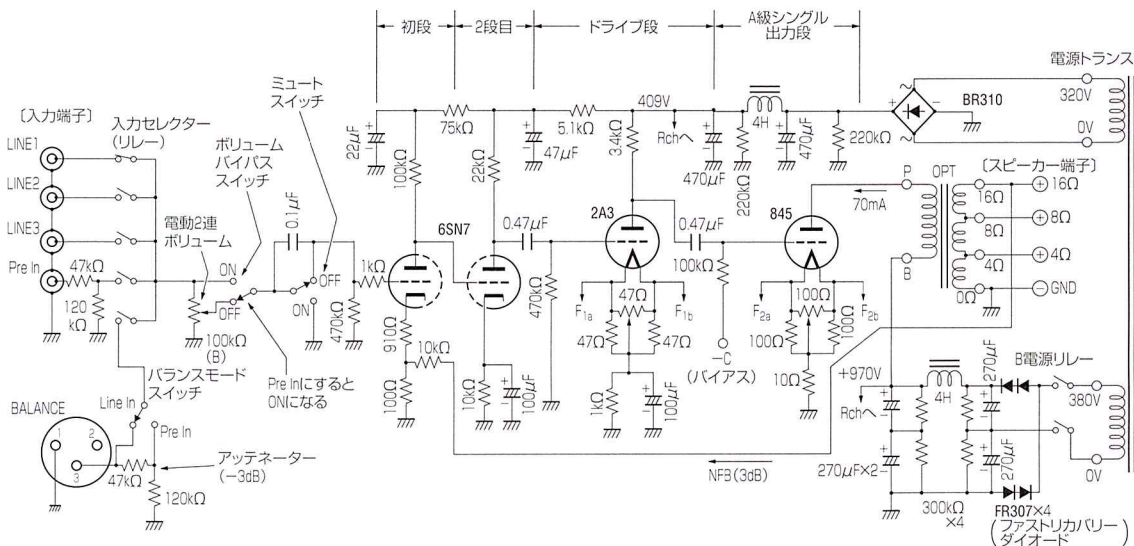 初段
2段目
ドライブ段
A級シングル
出力段
電源トランス
〔入力端子〕
入力セレクター
(リレー)
ボリューム
バイパス
スイッチ
ミュート
スイッチ
LINE1
LINE2
LINE3
Pre In
電動2連
ボリューム
47kΩ
120
kΩ
ON
OFF
100kΩ
(B)
0.1μF
OFF
ON
Pre Inにすると
ONになる
470kΩ
1kΩ
22μF
100kΩ
75kΩ
22kΩ
47μF
5.1kΩ
3.4kΩ
409V
Rchへ
470μF
4H
220kΩ
470μF
220kΩ
BR310
320V
0V
6SN7
0.47μF
470kΩ
910Ω
100Ω
10kΩ
10kΩ
100μF
2A3
0.47μF
100kΩ
F1a
47Ω
F1b
47Ω
47Ω
1kΩ
100μF
−C
(バイアス)
845
70mA
F2a
100Ω
F2b
100Ω
100Ω
10Ω
P
OPT
B
〔スピーカー端子〕
16Ω
16Ω
8Ω
8Ω
4Ω
4Ω
0Ω
GND
NFB(3dB)
+970V
Rchへ
4H
270μF
270μF
270μF×2
300kΩ
×4
FR307×4
(ファストリカバリー
ダイオード)
B電源リレー
380V
0V
バランスモード
スイッチ
BALANCE
1
2
3
Line In
Pre In
47kΩ
120kΩ
アッテネーター
(−3dB)